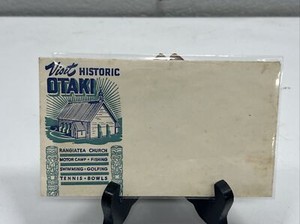 Visit HISTORIC
OTAKI
RANGIATEA CHURCH
MOTOR CAMP • FISHING
SWIMMING - GOLFING
TENNIS - BOWLS